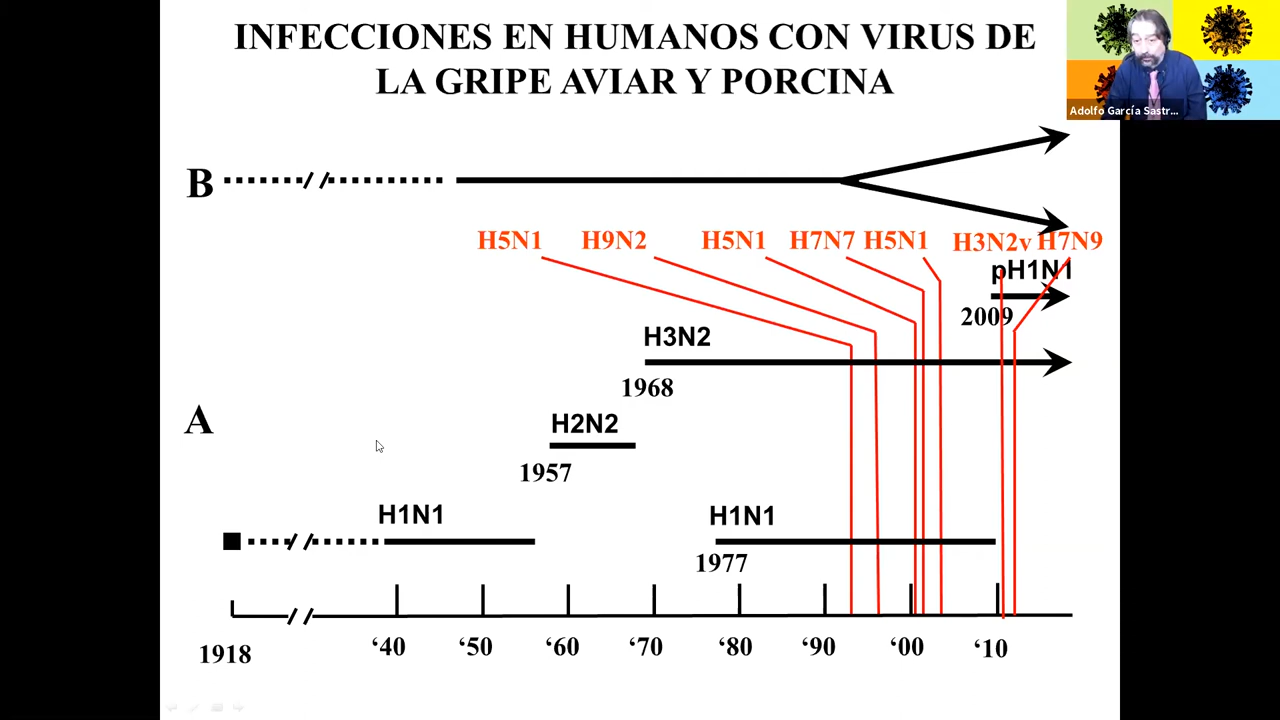 INFECCIONES EN HUMANOS CON VIRUS DE
LA GRIPE AVIAR Y PORCINA
Adolfo García Sastr...
B
H5N1 H9N2 H5N1 H7N7 H5N1 H3N2v H7N9
pH1N1
2009
H3N2
1968
A
H2N2
1957
H1N1 H1N1
1977
1918 ‘40 ‘50 ‘60 ‘70 ‘80 ‘90 ‘00 ‘10